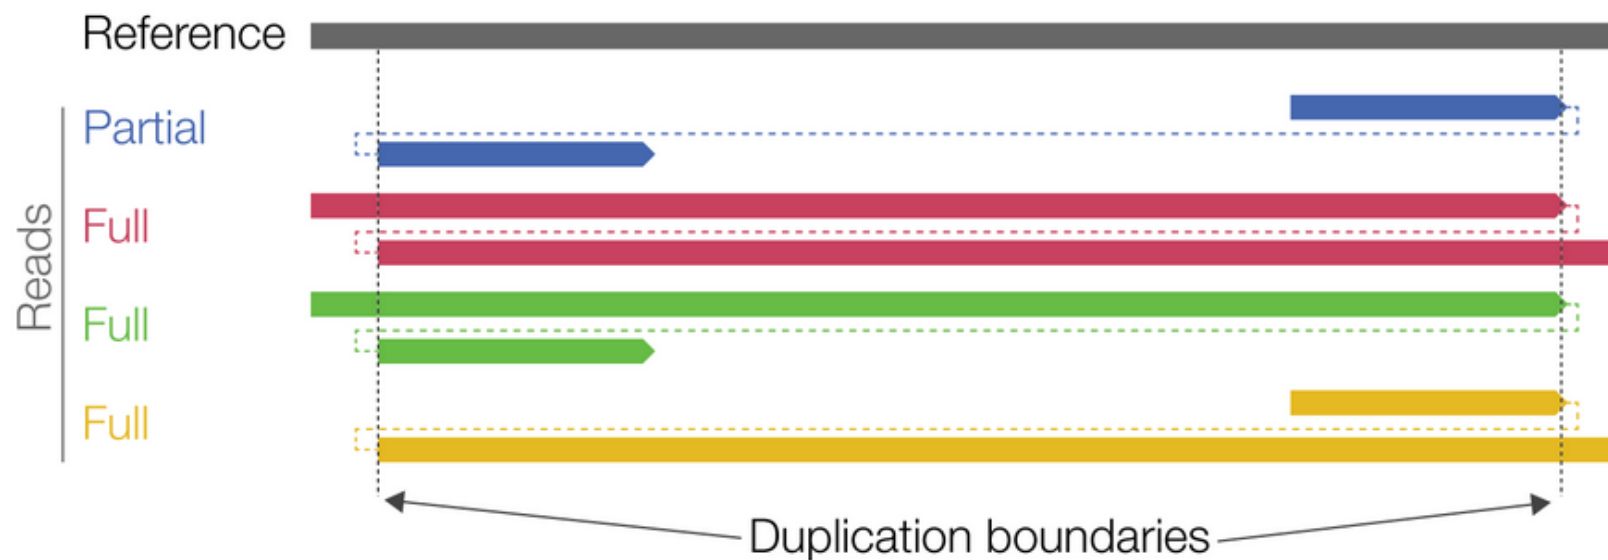 Reference
Partial
Full
Full
Full
Reads
Duplication boundaries